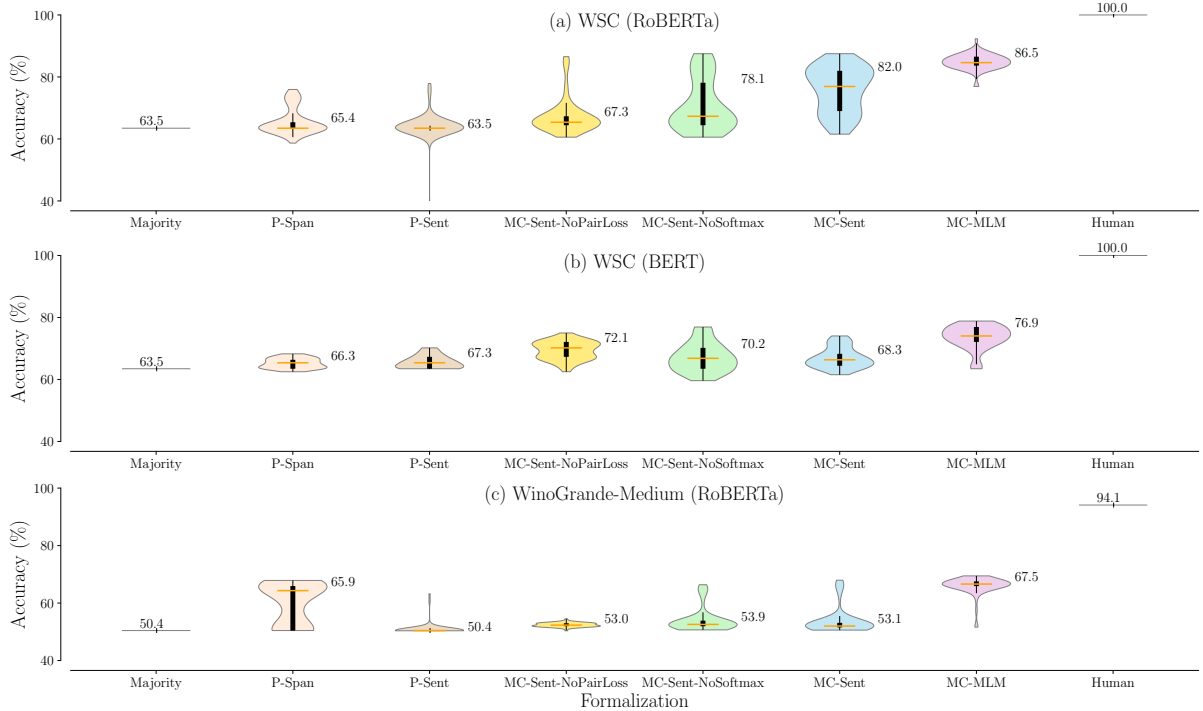 (a) WSC (RoBERTa)
Accuracy (%)
100
80
60
40
63.5
65.4
63.5
67.3
78.1
82.0
86.5
100.0
Majority
P-Span
P-Sent
MC-Sent-NoPairLoss
MC-Sent-NoSoftmax
MC-Sent
MC-MLM
Human
(b) WSC (BERT)
Accuracy (%)
100
80
60
40
63.5
66.3
67.3
72.1
70.2
68.3
76.9
100.0
Majority
P-Span
P-Sent
MC-Sent-NoPairLoss
MC-Sent-NoSoftmax
MC-Sent
MC-MLM
Human
(c) WinoGrande-Medium (RoBERTa)
Accuracy (%)
100
80
60
40
50.4
65.9
50.4
53.0
53.9
53.1
67.5
94.1
Majority
P-Span
P-Sent
MC-Sent-NoPairLoss
MC-Sent-NoSoftmax
MC-Sent
MC-MLM
Human
Formalization